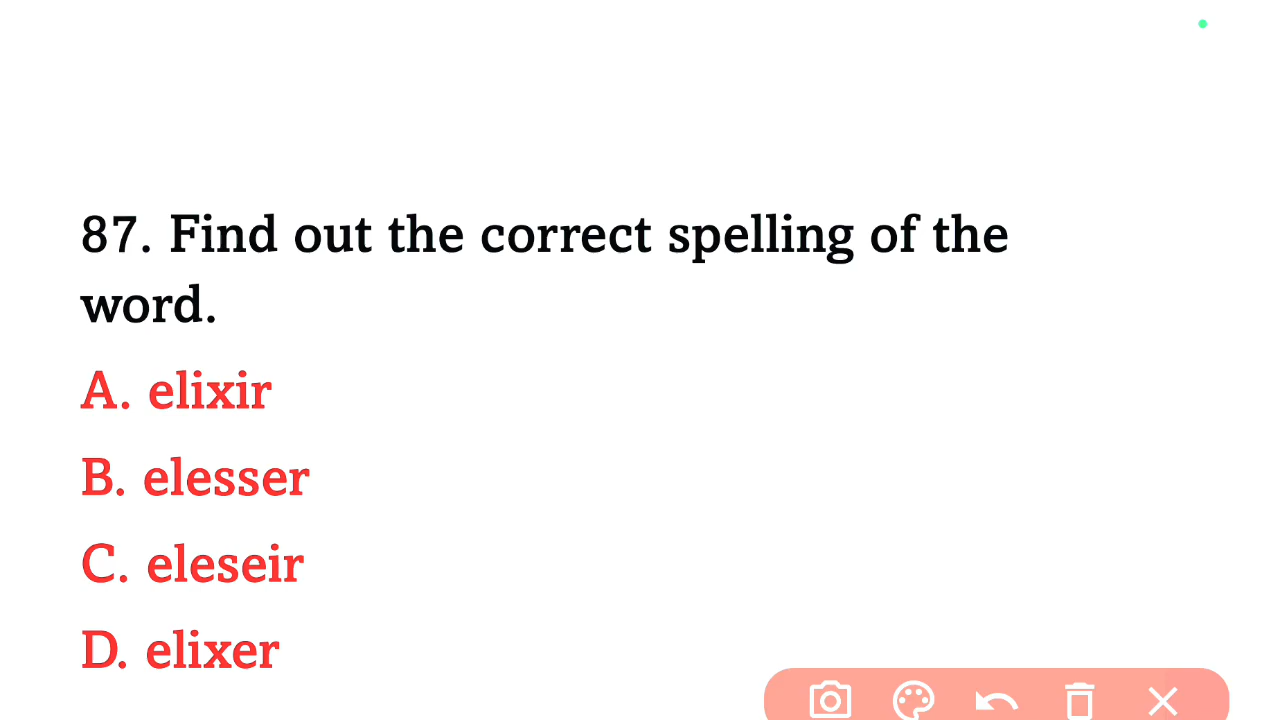 87. Find out the correct spelling of the
word.
A. elixir
B. elesser
C. eleseir
D. elixer